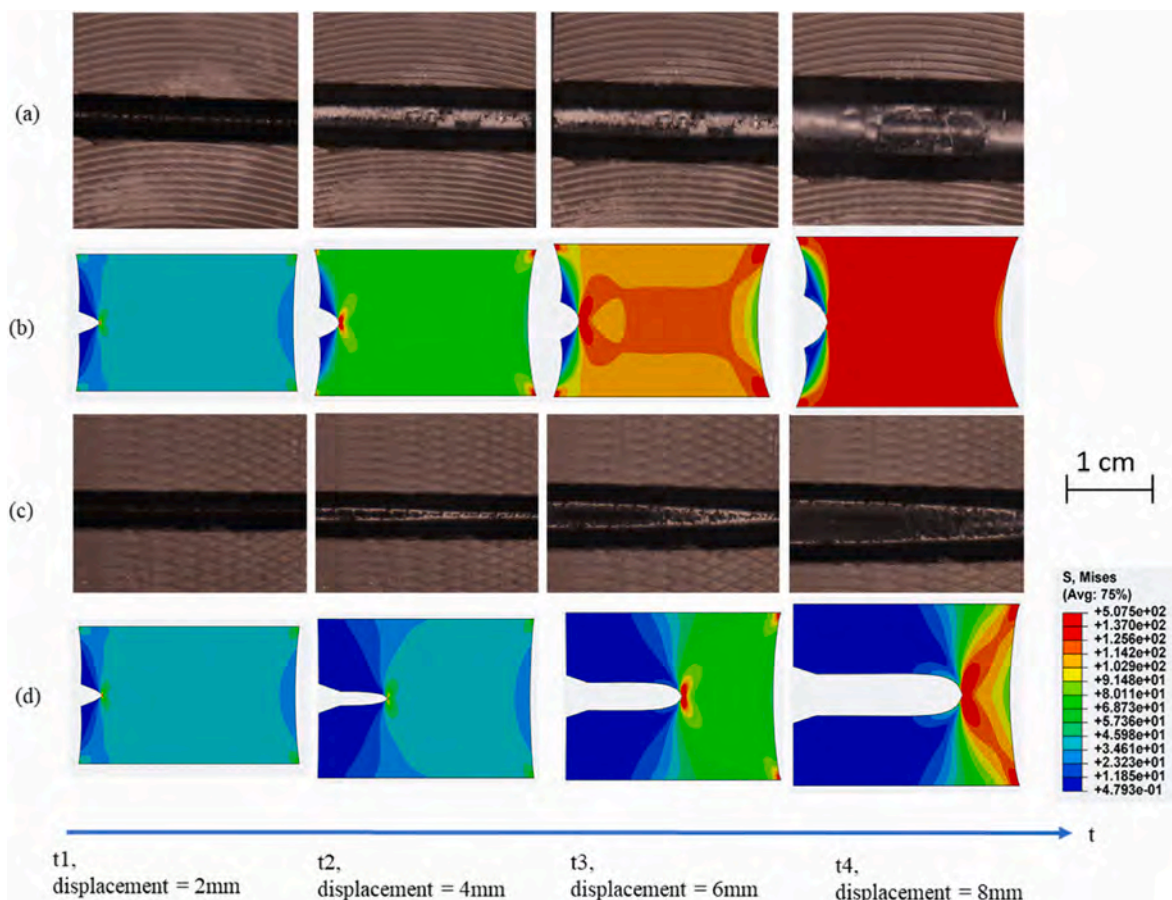 (a)
(b)
(c)
1 cm
S, Mises
(Avg: 75%)
+5.075e+02
+1.370e+02
+1.256e+02
+1.142e+02
+1.029e+02
+9.148e+01
+8.011e+01
+6.873e+01
+5.736e+01
+4.598e+01
+3.461e+01
+2.323e+01
+1.185e+01
+4.793e-01
(d)
t
t1,
displacement = 2mm
t2,
displacement = 4mm
t3,
displacement = 6mm
t4,
displacement = 8mm